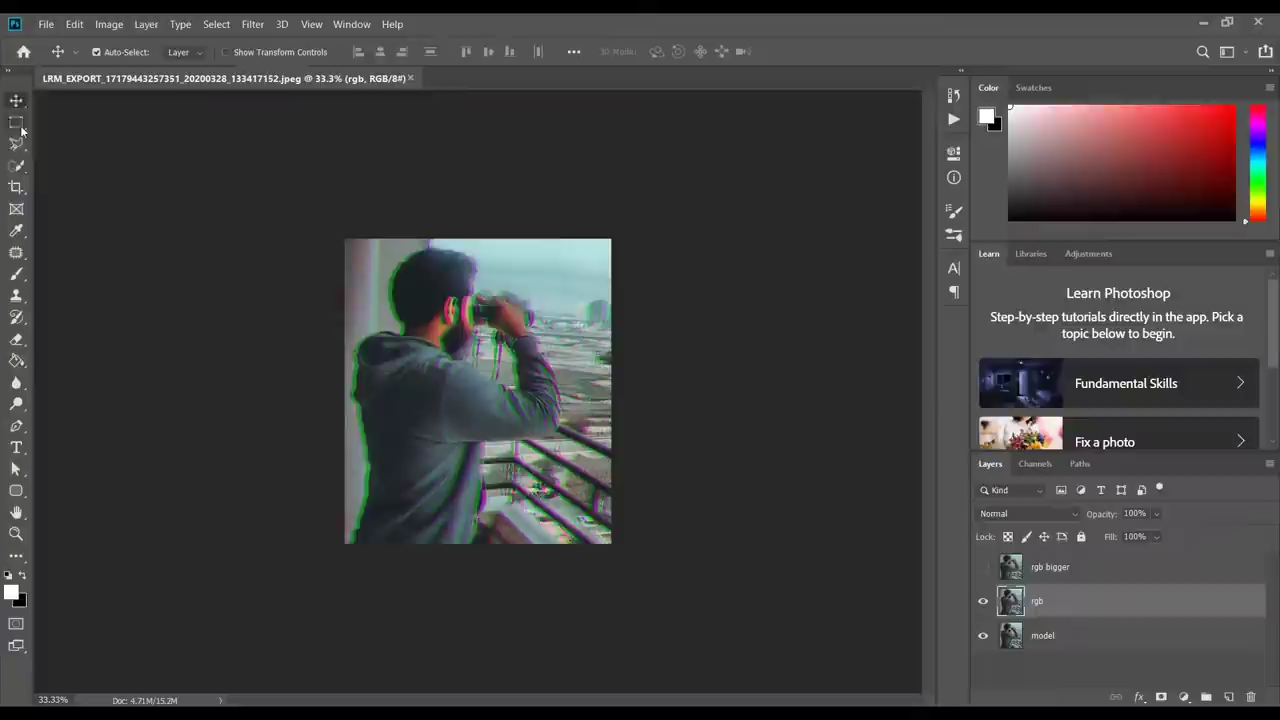 Ps File Edit Image Layer Type Select Filter 3D View Window Help
Auto-Select: Layer Show Transform Controls 3D Mode:
LRM_EXPORT_17179443257351_20200328_133417152.jpeg @ 33.3% (rgb, RGB/8#)
Color Swatches
Learn Libraries Adjustments
Learn Photoshop
Step-by-step tutorials directly in the app. Pick a
topic below to begin.
Fundamental Skills
Fix a photo
Layers Channels Paths
Kind
Normal Opacity: 100%
Lock: Fill: 100%
rgb bigger
rgb
model
33.33% Doc: 4.71M/15.2M